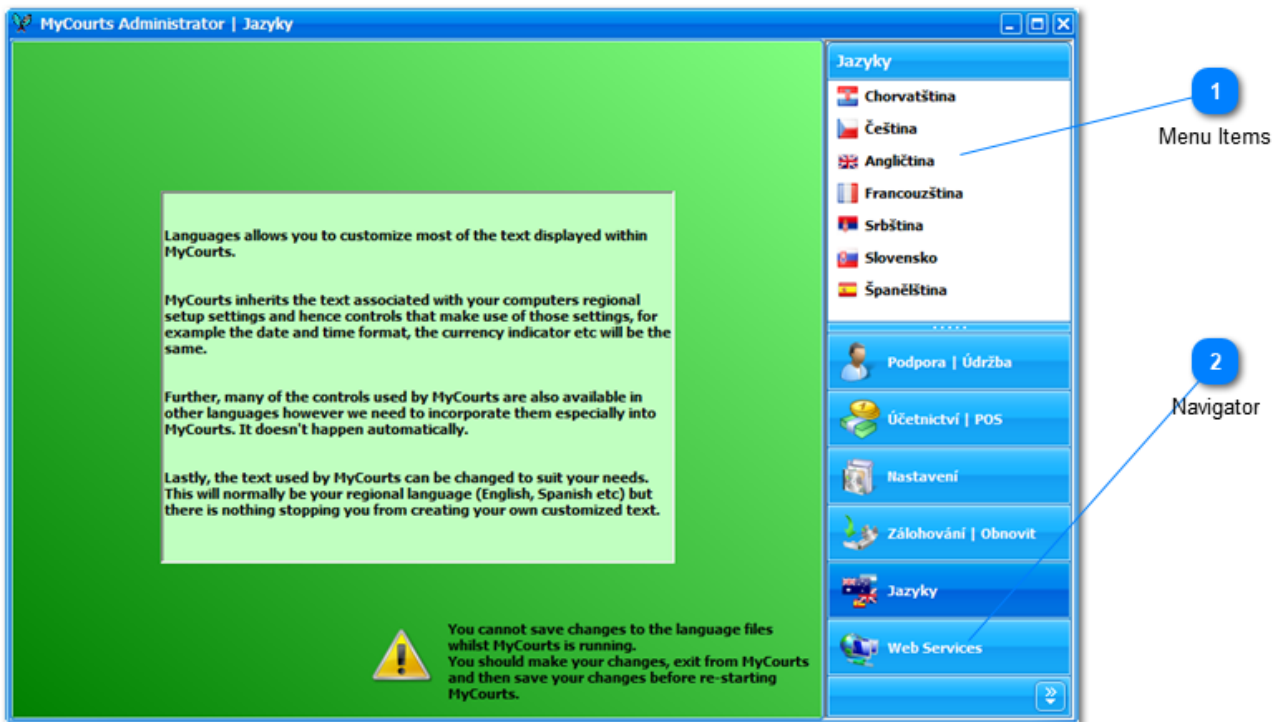 MyCourts Administrator | Jazyky
Languages allows you to customize most of the text displayed within
MyCourts.
MyCourts inherits the text associated with your computers regional
setup settings and hence controls that make use of those settings, for
example the date and time format, the currency indicator etc will be the
same.
Further, many of the controls used by MyCourts are also available in
other languages however we need to incorporate them especially into
MyCourts. It doesn't happen automatically.
Lastly, the text used by MyCourts can be changed to suit your needs.
This will normally be your regional language (English, Spanish etc) but
there is nothing stopping you from creating your own customized text.
You cannot save changes to the language files
whilst MyCourts is running.
You should make your changes, exit from MyCourts
and then save your changes before re-starting
MyCourts.
Jazyky
Chorvatština
Čeština
Angličtina
Francouzština
Srbština
Slovensko
Španělština
Podpora | Údržba
Účetnictví | POS
Nastavení
Zálohování | Obnovit
Jazyky
Web Services
1
Menu Items
2
Navigator